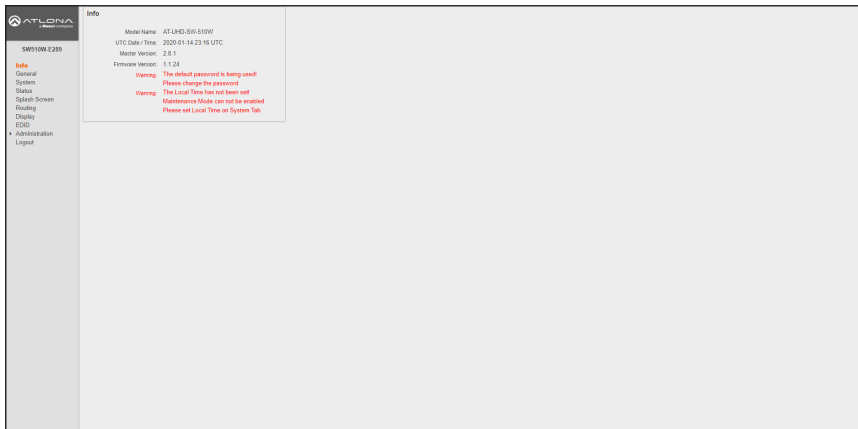 ATLONA
a Panduit company
SW510W-E289
Info
General
System
Status
Splash Screen
Routing
Display
EDID
Administration
Logout
Info
Model Name: AT-UHD-SW-510W
UTC Date / Time: 2020-01-14 23:16 UTC
Master Version: 2.8.1
Firmware Version: 1.1.24
Warning: The default password is being used!
Please change the password
Warning: The Local Time has not been set!
Maintenance Mode can not be enabled
Please set Local Time on System Tab